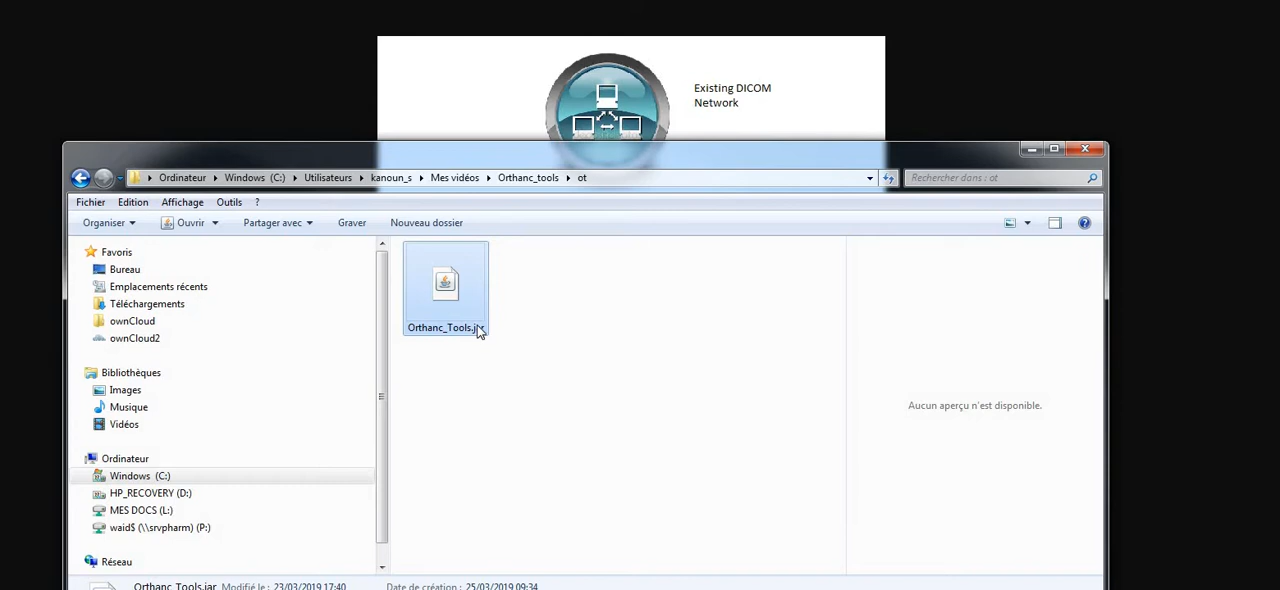 Existing DICOM
Network
Ordinateur Windows (C:) Utilisateurs kanoun_s Mes vidéos Orthanc_tools ot Rechercher dans : ot
Fichier Edition Affichage Outils ?
Organiser Ouvrir Partager avec Graver Nouveau dossier
Favoris
Bureau
Emplacements récents
Téléchargements
ownCloud
ownCloud2
Bibliothèques
Images
Musique
Vidéos
Ordinateur
Windows (C:)
HP_RECOVERY (D:)
MES DOCS (L:)
waid$ (\\srvpharm) (P:)
Réseau
Orthanc_Tools.jar
Aucun aperçu n'est disponible.
Orthanc_Tools.jar Modifié le : 23/03/2019 17:40 Date de création : 25/03/2019 09:34